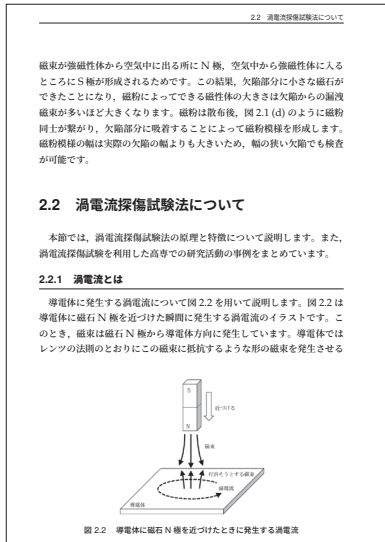 2.2 渦電流探傷試験法について
磁束が強磁性体から空気中に出る所に N 極，空気中から強磁性体に入る
ところに S 極が形成されるためです。この結果，欠陥部分に小さな磁石が
できたことになり，磁粉によってできる磁性体の大きさは欠陥からの漏洩
磁束が多いほど大きくなります。磁粉は散布後，図 2.1 (d) のように磁粉
同士が繋がり，欠陥部分に吸着することによって磁粉模様を形成します。
磁粉模様の幅は実際の欠陥の幅よりも大きいため，幅の狭い欠陥でも検査
が可能です。
2.2 渦電流探傷試験法について
本節では，渦電流探傷試験法の原理と特徴について説明します。また，
渦電流探傷試験を利用した高専での研究活動の事例をまとめています。
2.2.1 渦電流とは
導電体に発生する渦電流について図 2.2 を用いて説明します。図 2.2 は
導電体に磁石 N 極を近づけた瞬間に発生する渦電流のイラストです。こ
のとき，磁束は磁石 N 極から導電体方向に発生しています。導電体では
レンツの法則のとおりにこの磁束に抵抗するような形の磁束を発生させる
S
近づける
N
磁束
打消そうとする磁束
渦電流
導電体
図 2.2 導電体に磁石 N 極を近づけたときに発生する渦電流